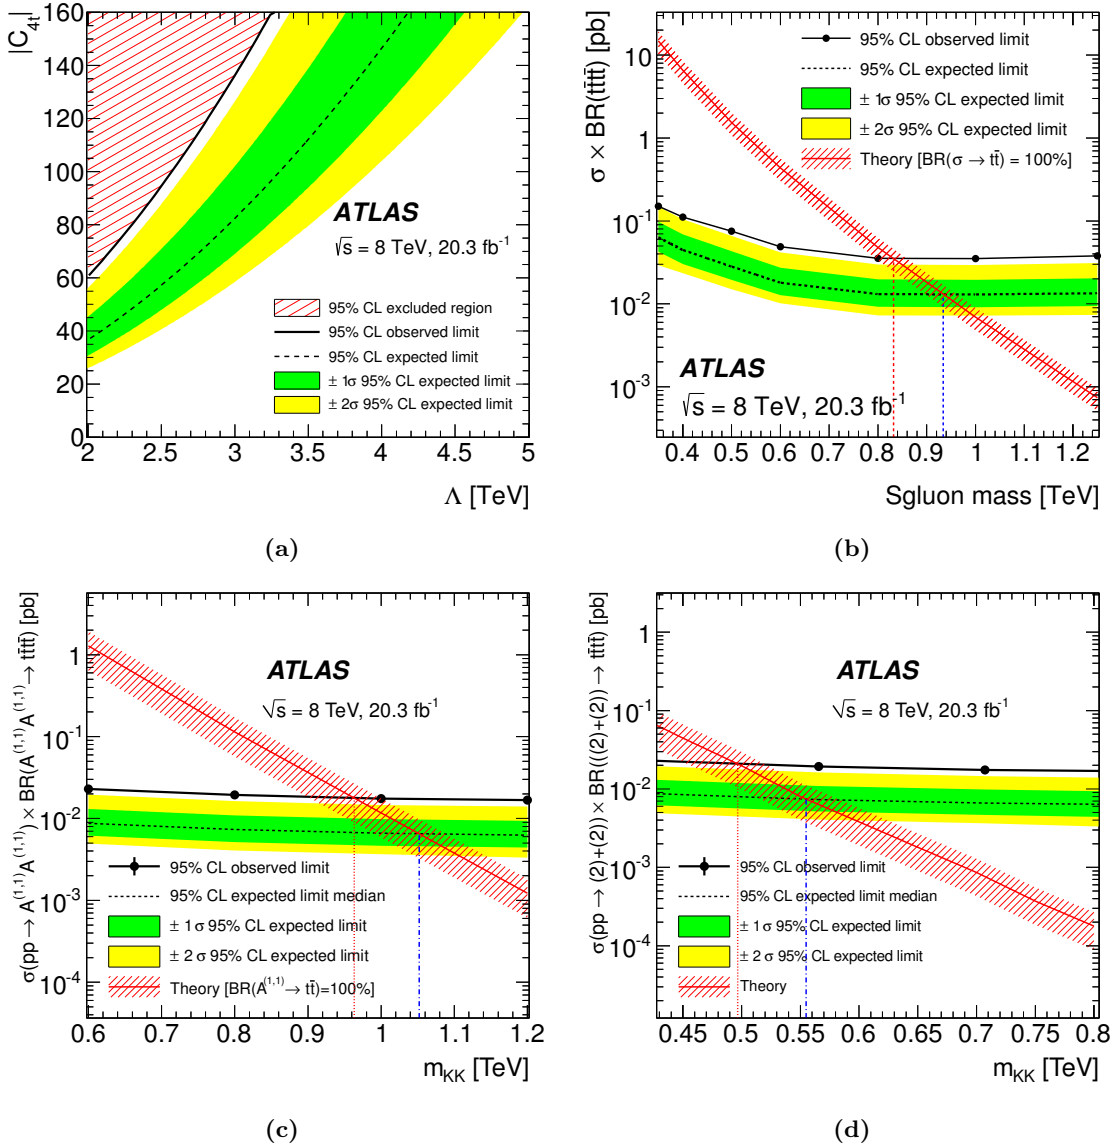 |C4t|
160
140
120
100
80
60
40
20
0
ATLAS
√s = 8 TeV, 20.3 fb-1
95% CL excluded region
95% CL observed limit
95% CL expected limit
± 1σ 95% CL expected limit
± 2σ 95% CL expected limit
2 2.5 3 3.5 4 4.5 5
Λ [TeV]
(a)
σ × BR(tt̄tt̄) [pb]
10
1
10-1
10-2
10-3
95% CL observed limit
95% CL expected limit
± 1σ 95% CL expected limit
± 2σ 95% CL expected limit
Theory [BR(σ → tt̄) = 100%]
ATLAS
√s = 8 TeV, 20.3 fb-1
0.4 0.5 0.6 0.7 0.8 0.9 1 1.1 1.2
Sgluon mass [TeV]
(b)
σ(pp → A(1,1)A(1,1)) × BR(A(1,1)A(1,1) → tt̄tt̄) [pb]
1
10-1
10-2
10-3
10-4
ATLAS
√s = 8 TeV, 20.3 fb-1
95% CL observed limit
95% CL expected limit median
± 1 σ 95% CL expected limit
± 2 σ 95% CL expected limit
Theory [BR(A(1,1) → tt̄)=100%]
0.6 0.7 0.8 0.9 1 1.1 1.2
mKK [TeV]
(c)
σ(pp → (2)+(2)) × BR(((2)+(2)) → tt̄tt̄) [pb]
1
10-1
10-2
10-3
10-4
ATLAS
√s = 8 TeV, 20.3 fb-1
95% CL observed limit
95% CL expected limit median
± 1 σ 95% CL expected limit
± 2 σ 95% CL expected limit
Theory
0.45 0.5 0.55 0.6 0.65 0.7 0.75 0.8
mKK [TeV]
(d)